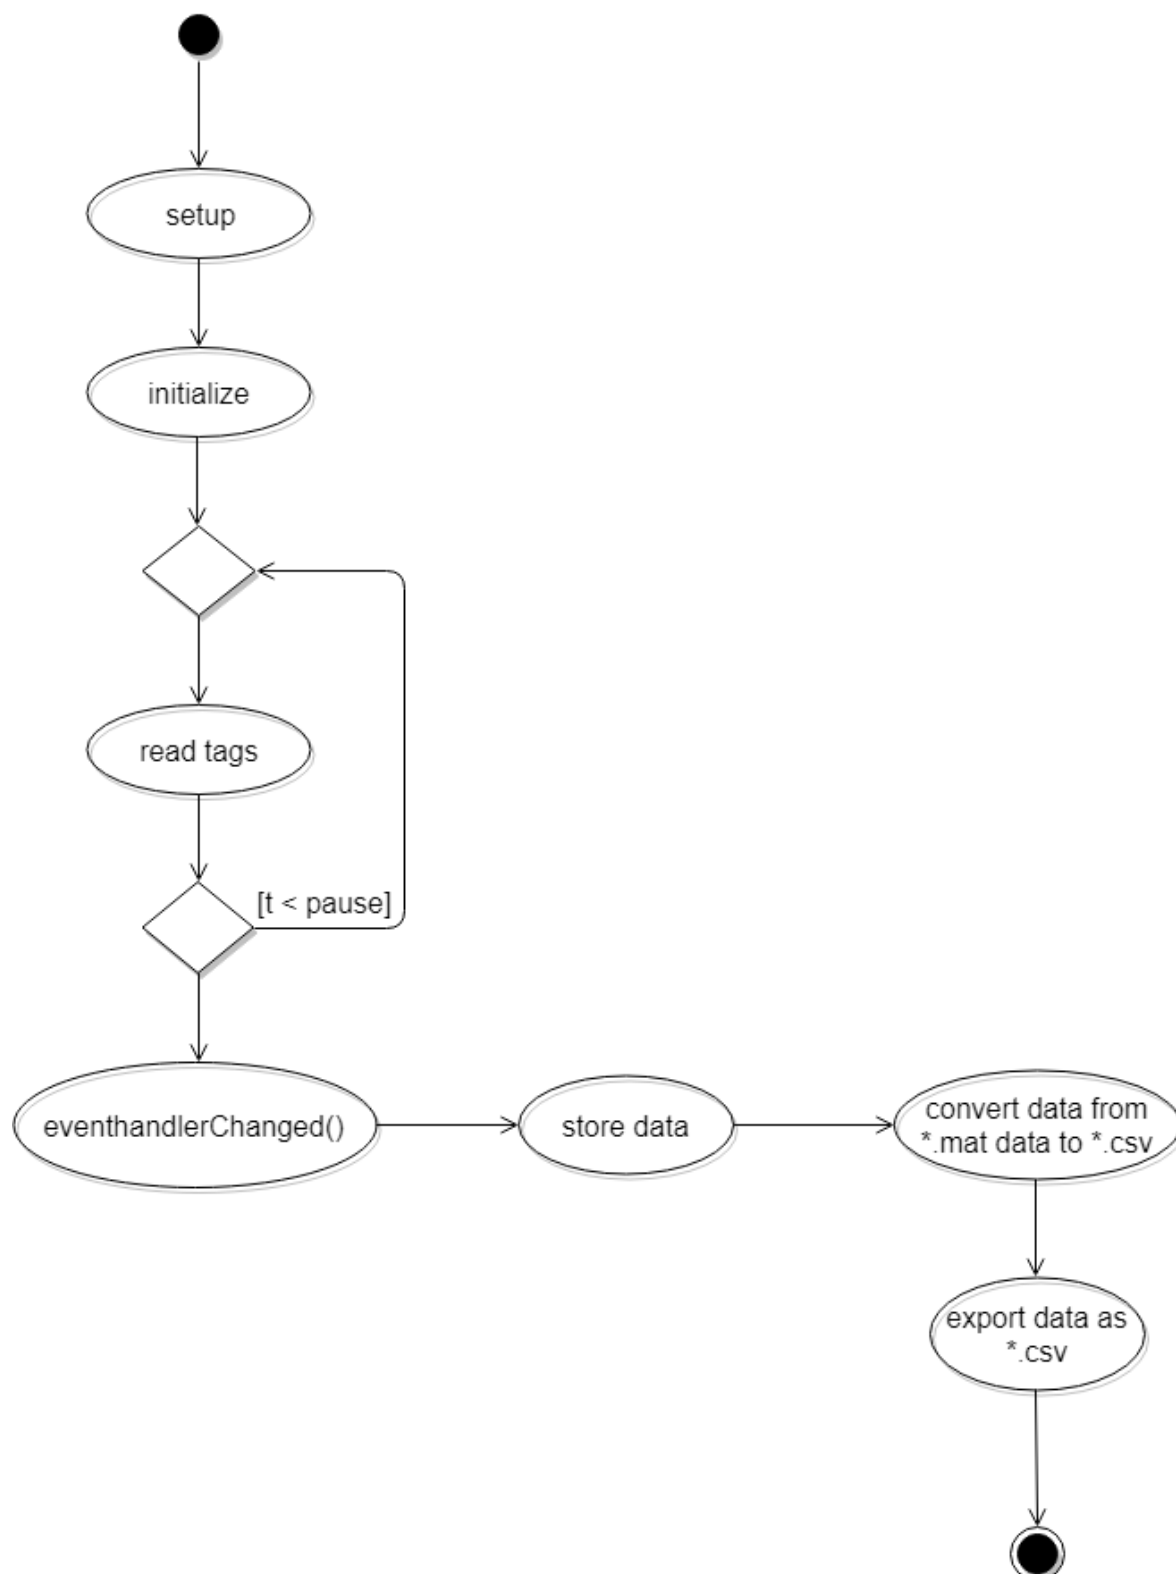 setup
initialize
read tags
[t < pause]
eventhandlerChanged()
store data
convert data from
*.mat data to *.csv
export data as
*.csv